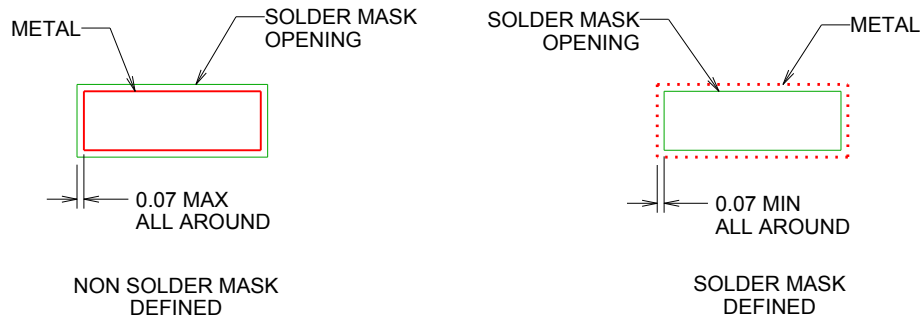 METAL
SOLDER MASK
OPENING
0.07 MAX
ALL AROUND
NON SOLDER MASK
DEFINED
SOLDER MASK
OPENING
METAL
0.07 MIN
ALL AROUND
SOLDER MASK
DEFINED